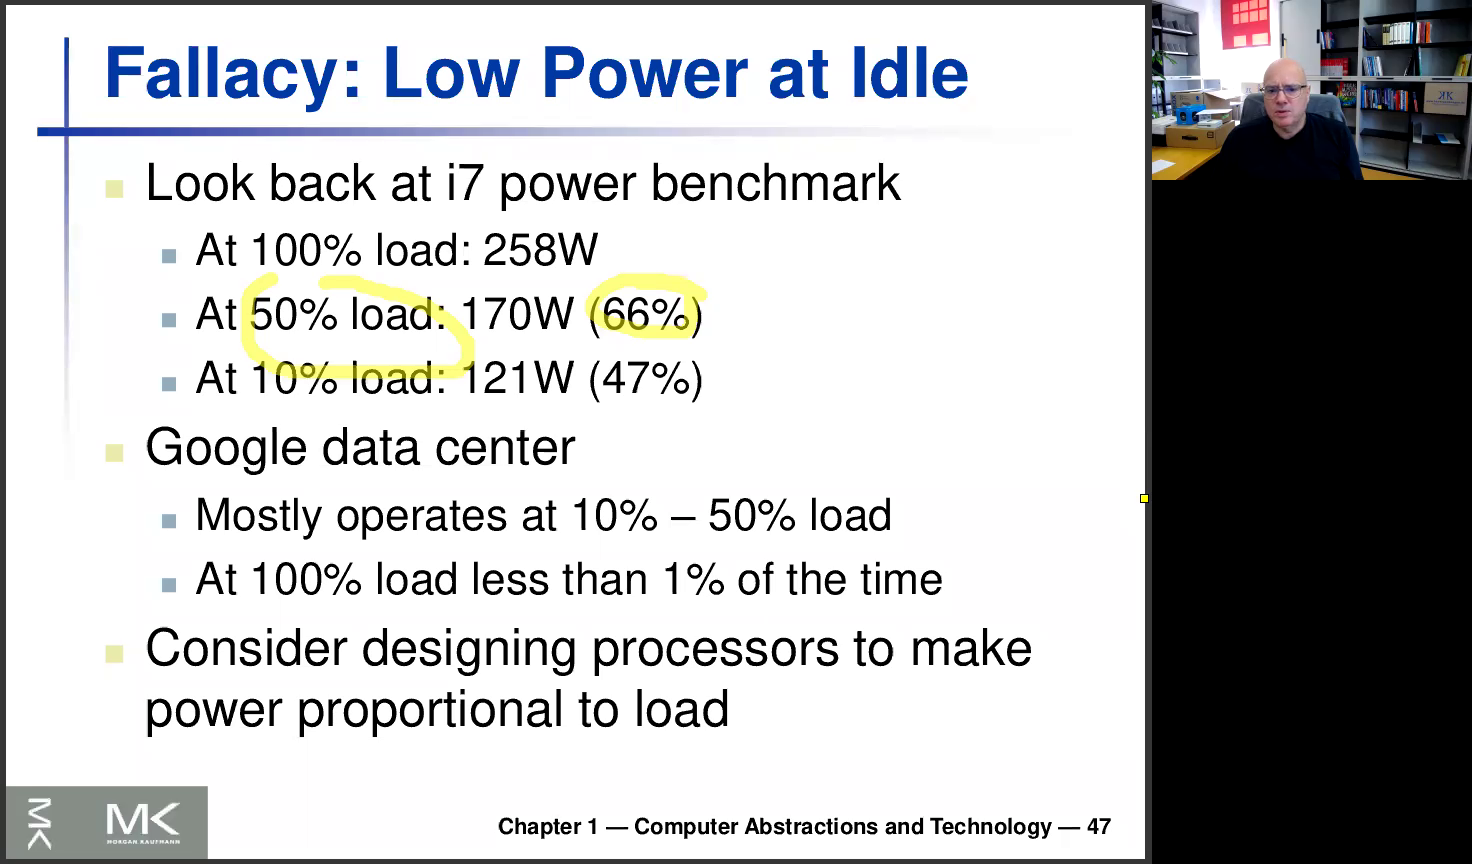 Fallacy: Low Power at Idle
Look back at i7 power benchmark
At 100% load: 258W
At 50% load: 170W (66%)
At 10% load: 121W (47%)
Google data center
Mostly operates at 10% – 50% load
At 100% load less than 1% of the time
Consider designing processors to make
power proportional to load
MK
MK
MORGAN KAUFMANN
Chapter 1 — Computer Abstractions and Technology — 47